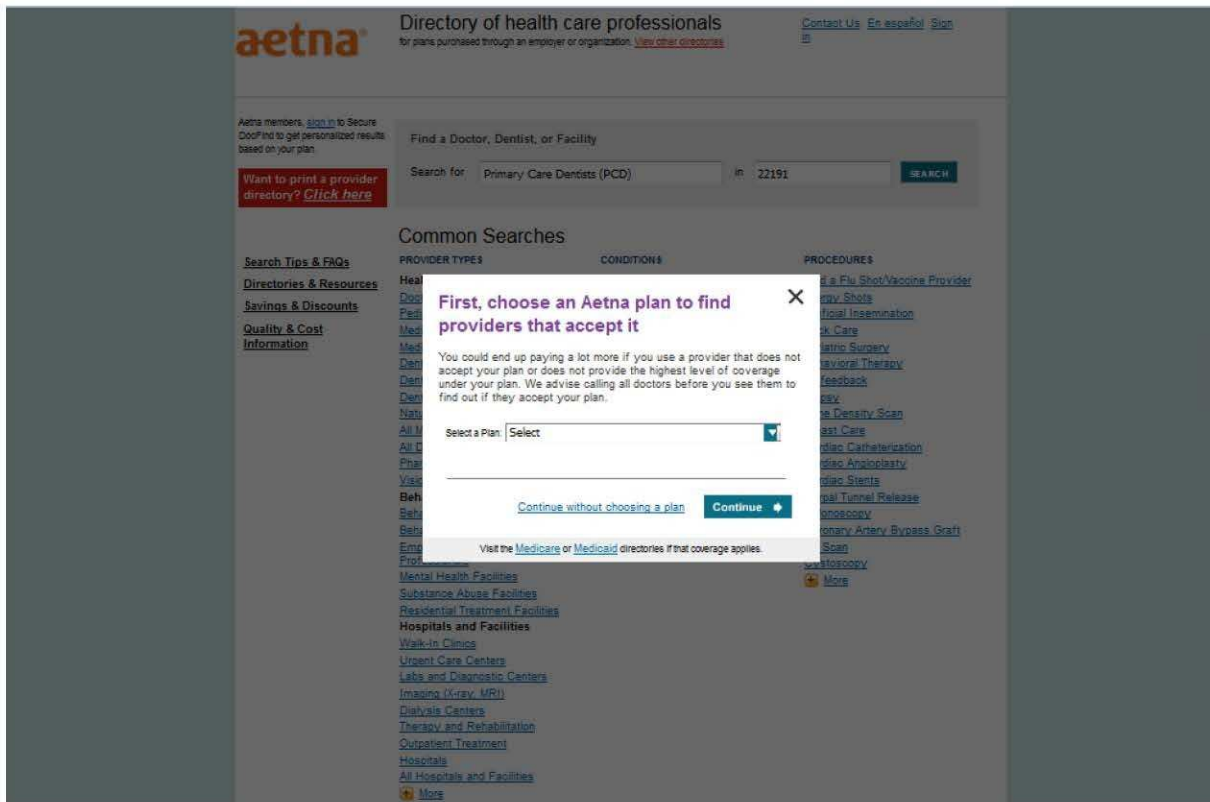 aetna®
Directory of health care professionals
for plans purchased through an employer or organization. View other directories
Contact Us En español Sign
in
Aetna members, sign in to Secure
DocFind to get personalized results
based on your plan.
Want to print a provider
directory? Click here
Find a Doctor, Dentist, or Facility
Search for Primary Care Dentists (PCD) in 22191 SEARCH
Search Tips & FAQs
Directories & Resources
Savings & Discounts
Quality & Cost
Information
Common Searches
PROVIDER TYPES CONDITIONS PROCEDURES
First, choose an Aetna plan to find
providers that accept it
You could end up paying a lot more if you use a provider that does not
accept your plan or does not provide the highest level of coverage
under your plan. We advise calling all doctors before you see them to
find out if they accept your plan.
Select a Plan: Select
Continue without choosing a plan Continue
Visit the Medicare or Medicaid directories if that coverage applies.
Mental Health Facilities
Substance Abuse Facilities
Residential Treatment Facilities
Hospitals and Facilities
Walk-In Clinics
Urgent Care Centers
Labs and Diagnostic Centers
Imaging (X-ray, MRI)
Dialysis Centers
Therapy and Rehabilitation
Outpatient Treatment
Hospitals
All Hospitals and Facilities
More
a Flu Shot/Vaccine Provider
Shots
Insemination
Care
Surgery
Therapy
Density Scan
Care
Catheterization
Angioplasty
Stents
Tunnel Release
Artery Bypass Graft
Scan
More